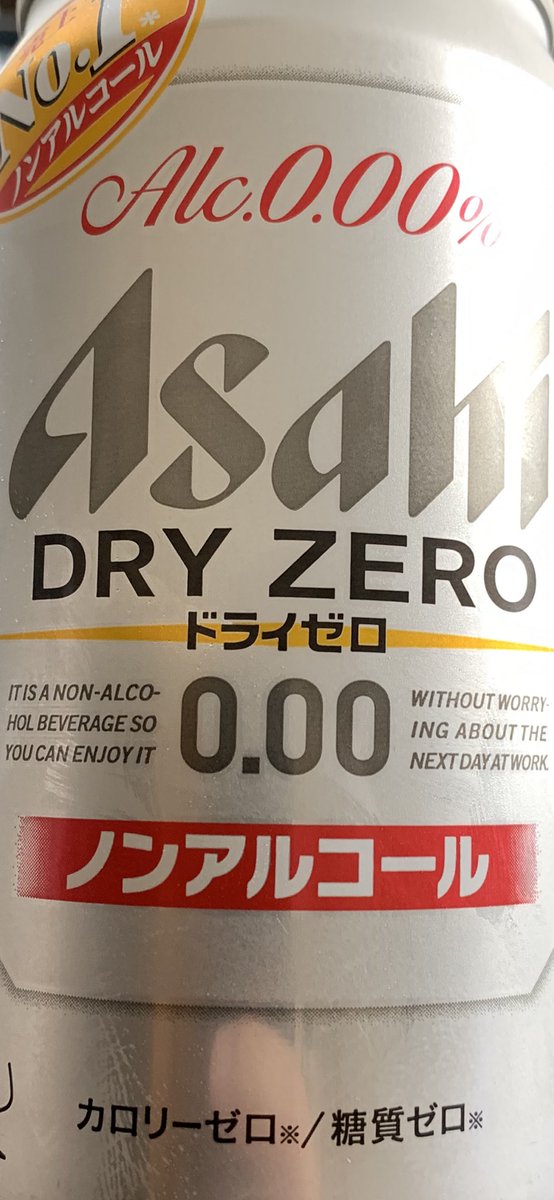 No.1*
ノンアルコール
Alc.0.00%
Asahi
DRY ZERO
ドライゼロ
IT IS A NON-ALCO-
HOL BEVERAGE SO
YOU CAN ENJOY IT
0.00
WITHOUT WORRY-
ING ABOUT THE
NEXT DAY AT WORK.
ノンアルコール
カロリーゼロ※/糖質ゼロ※